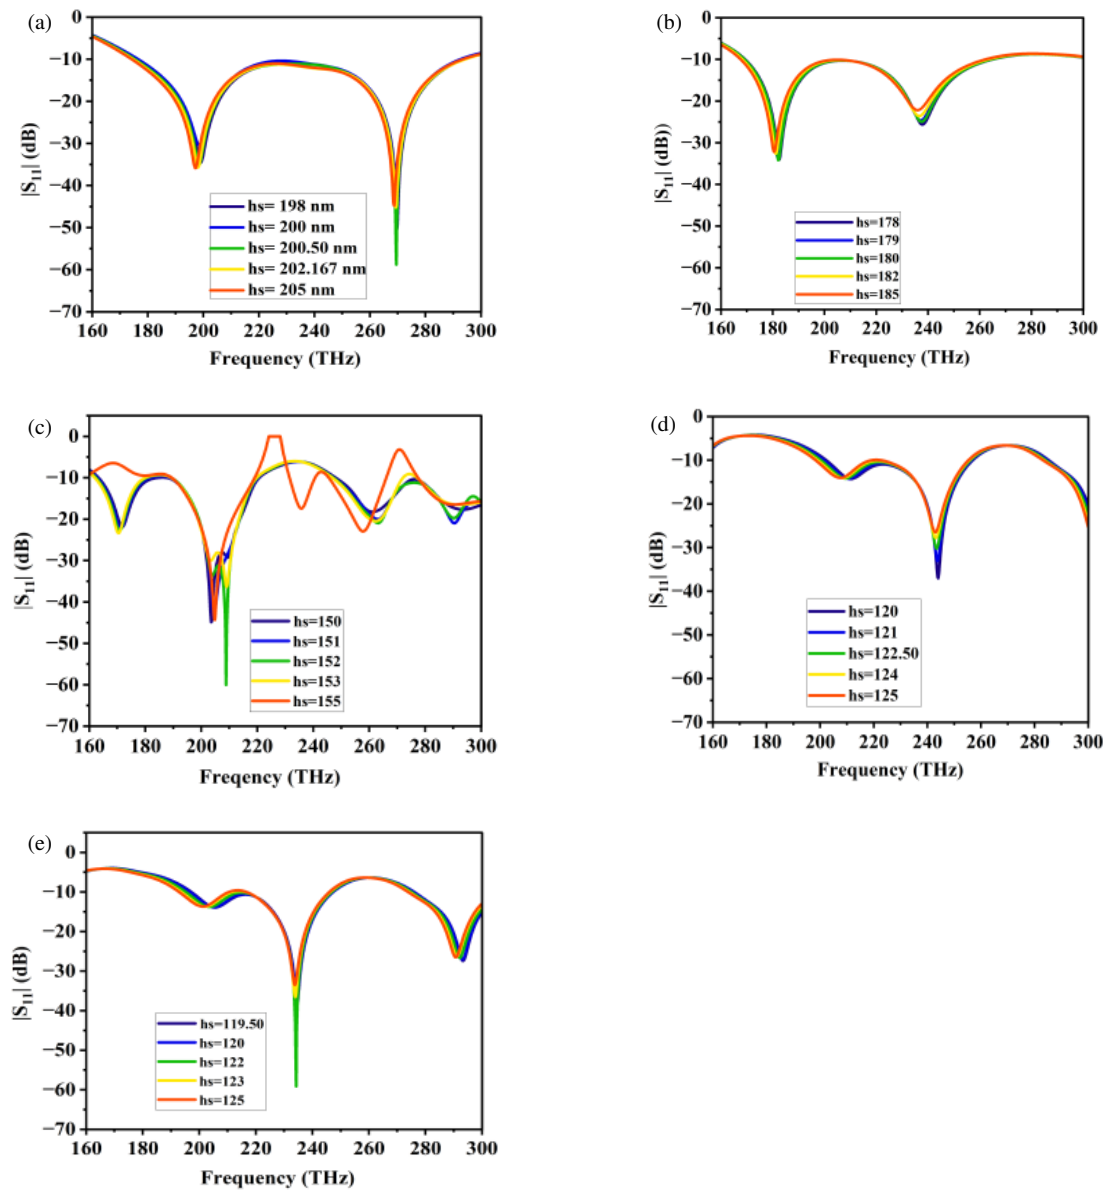 (a)
0
−10
−20
−30
−40
−50
−60
−70
|S11| (dB)
hs= 198 nm
hs= 200 nm
hs= 200.50 nm
hs= 202.167 nm
hs= 205 nm
160 180 200 220 240 260 280 300
Frequency (THz)
(b)
0
−10
−20
−30
−40
−50
−60
−70
|S11| (dB))
hs=178
hs=179
hs=180
hs=182
hs=185
160 180 200 220 240 260 280 300
Frequency (THz)
(c)
0
−10
−20
−30
−40
−50
−60
−70
|S11| (dB)
hs=150
hs=151
hs=152
hs=153
hs=155
160 180 200 220 240 260 280 300
Freqency (THz)
(d)
0
−10
−20
−30
−40
−50
−60
−70
|S11| (dB)
hs=120
hs=121
hs=122.50
hs=124
hs=125
160 180 200 220 240 260 280 300
Frequency (THz)
(e)
0
−10
−20
−30
−40
−50
−60
−70
|S11| (dB)
hs=119.50
hs=120
hs=122
hs=123
hs=125
160 180 200 220 240 260 280 300
Frequency (THz)